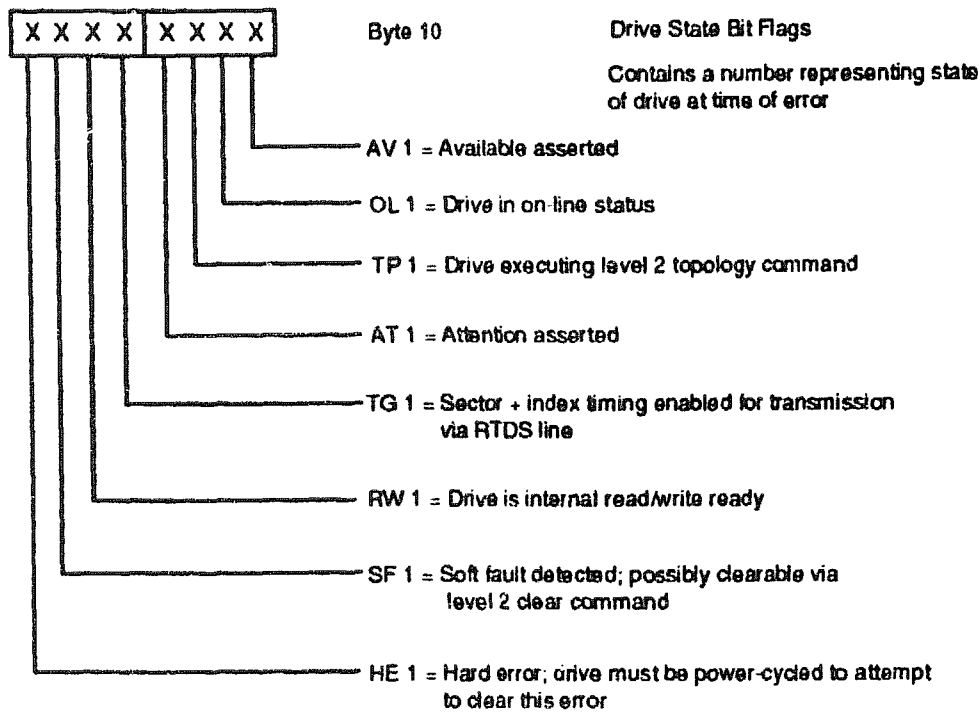 X X X X X X X X Byte 10 Drive State Bit Flags
Contains a number representing state
of drive at time of error
AV 1 = Available asserted
OL 1 = Drive in on-line status
TP 1 = Drive executing level 2 topology command
AT 1 = Attention asserted
TG 1 = Sector + index timing enabled for transmission
via RTDS line
RW 1 = Drive is internal read/write ready
SF 1 = Soft fault detected; possibly clearable via
level 2 clear command
HE 1 = Hard error; drive must be power-cycled to attempt
to clear this error